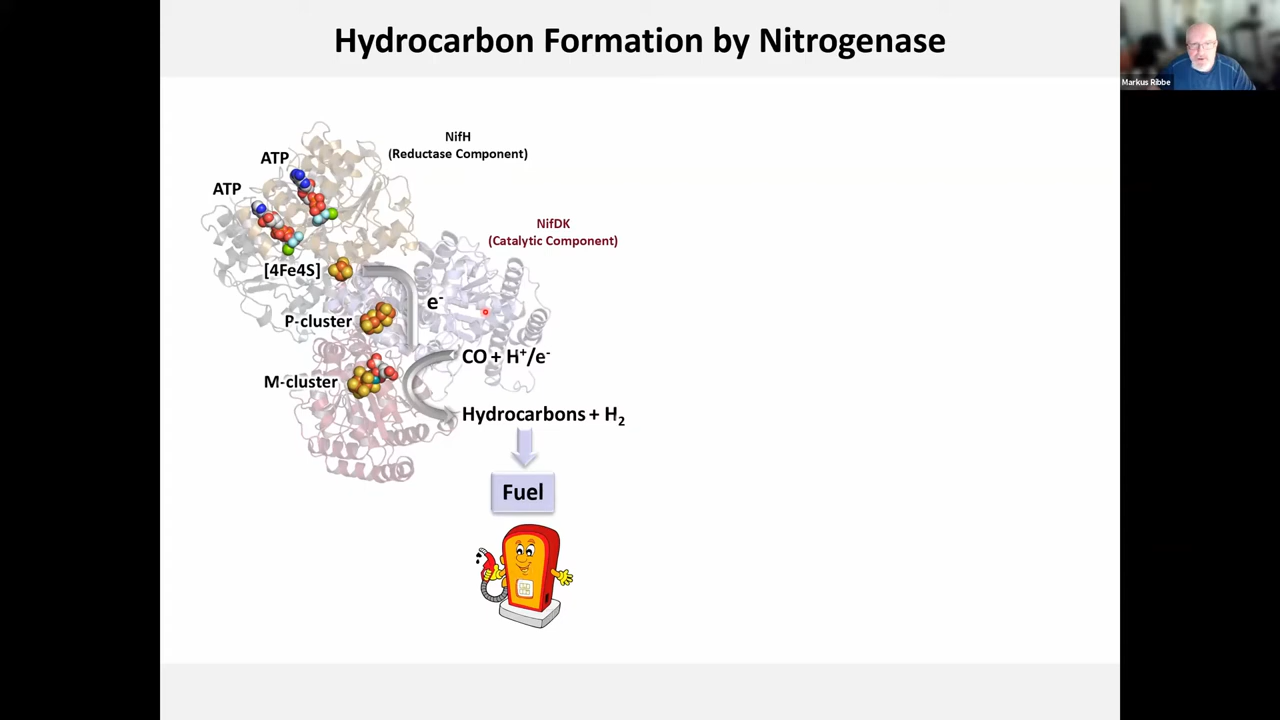 Hydrocarbon Formation by Nitrogenase
Markus Ribbe
NifH
(Reductase Component)
ATP
ATP
NifDK
(Catalytic Component)
[4Fe4S]
e⁻
P-cluster
CO + H⁺/e⁻
M-cluster
Hydrocarbons + H₂
Fuel